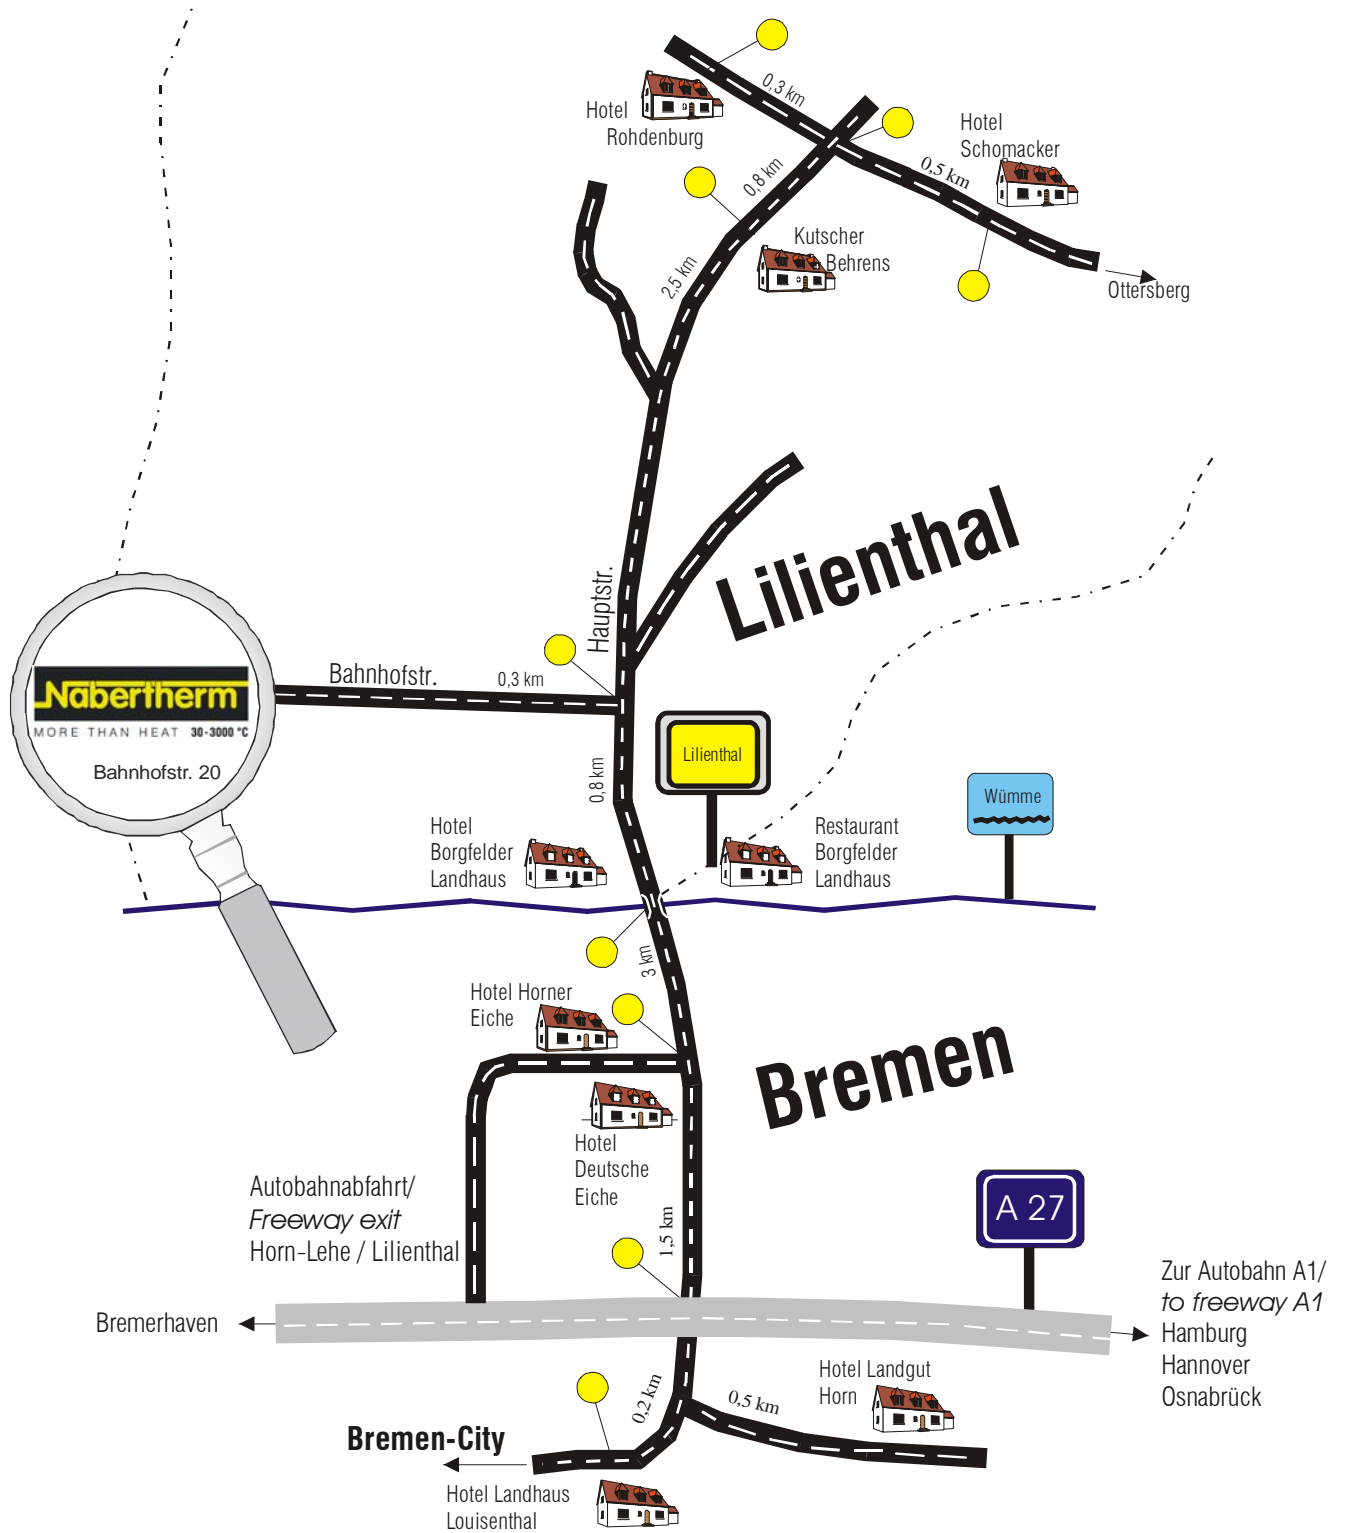 0,3 km
Hotel
Rohdenburg
Hotel
Schomacker
0,5 km
0,8 km
Kutscher
Behrens
2,5 km
Ottersberg
Lilienthal
Hauptstr.
Bahnhofstr.
0,3 km
Nabertherm
MORE THAN HEAT 30-3000 °C
Bahnhofstr. 20
Lilienthal
0,8 km
Wümme
Hotel
Borgfelder
Landhaus
Restaurant
Borgfelder
Landhaus
3 km
Hotel Horner
Eiche
Bremen
Hotel
Deutsche
Eiche
Autobahnabfahrt/
Freeway exit
Horn-Lehe / Lilienthal
1,5 km
A 27
Bremerhaven
Zur Autobahn A1/
to freeway A1
Hamburg
Hannover
Osnabrück
Hotel Landgut
Horn
0,2 km
0,5 km
Bremen-City
Hotel Landhaus
Louisenthal